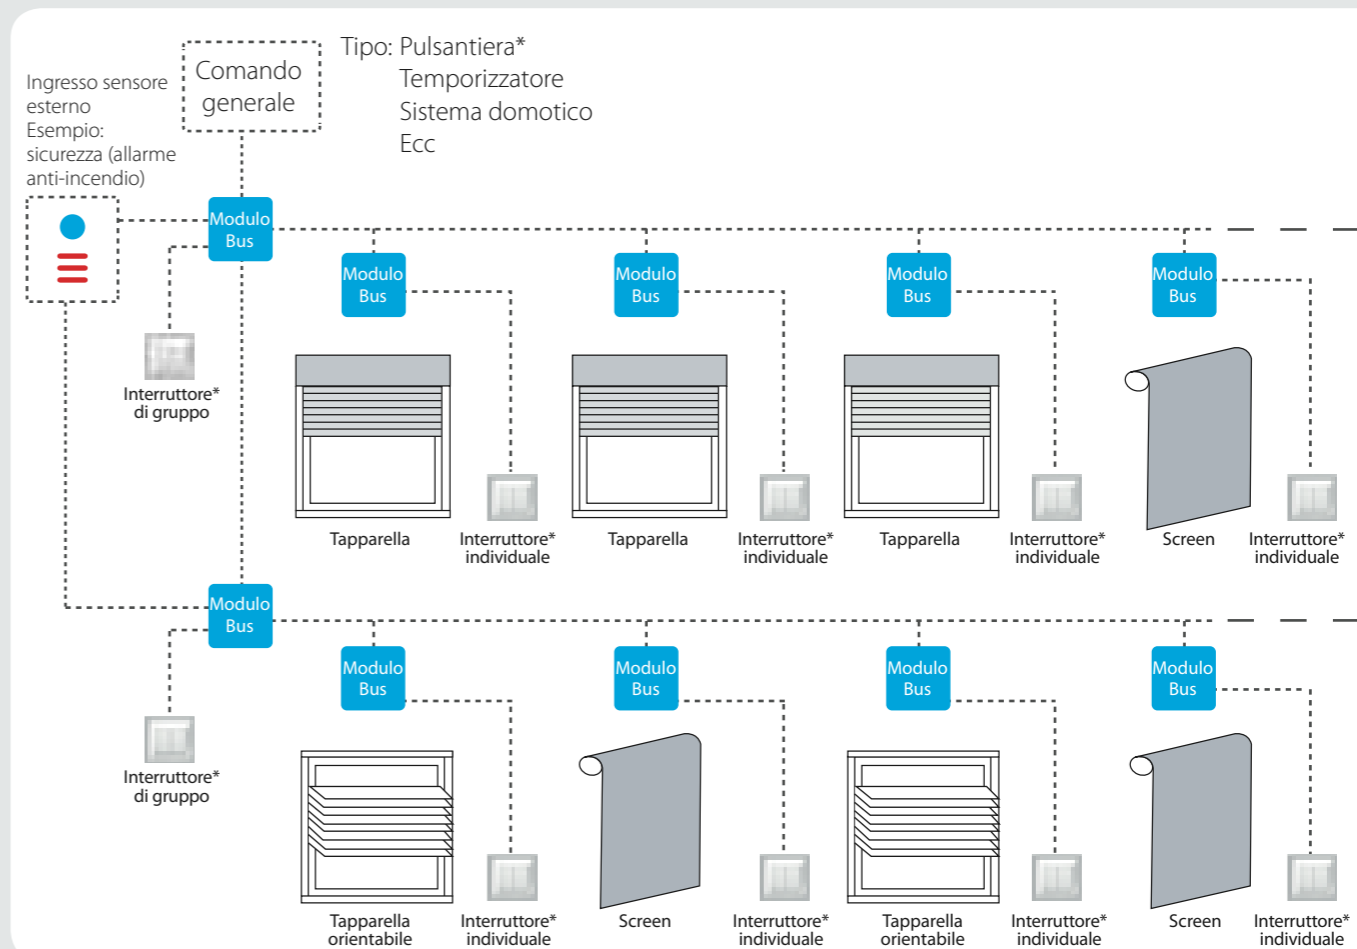 Tipo: Pulsantiera*
Temporizzatore
Sistema domotico
Ecc
Comando
generale
Ingresso sensore
esterno
Esempio:
sicurezza (allarme
anti-incendio)
Modulo
Bus
Modulo
Bus
Modulo
Bus
Modulo
Bus
Modulo
Bus
Interruttore*
di gruppo
Tapparella
Interruttore*
individuale
Tapparella
Interruttore*
individuale
Tapparella
Interruttore*
individuale
Screen
Interruttore*
individuale
Modulo
Bus
Modulo
Bus
Modulo
Bus
Modulo
Bus
Modulo
Bus
Interruttore*
di gruppo
Tapparella
orientabile
Interruttore*
individuale
Screen
Interruttore*
individuale
Tapparella
orientabile
Interruttore*
individuale
Screen
Interruttore*
individuale